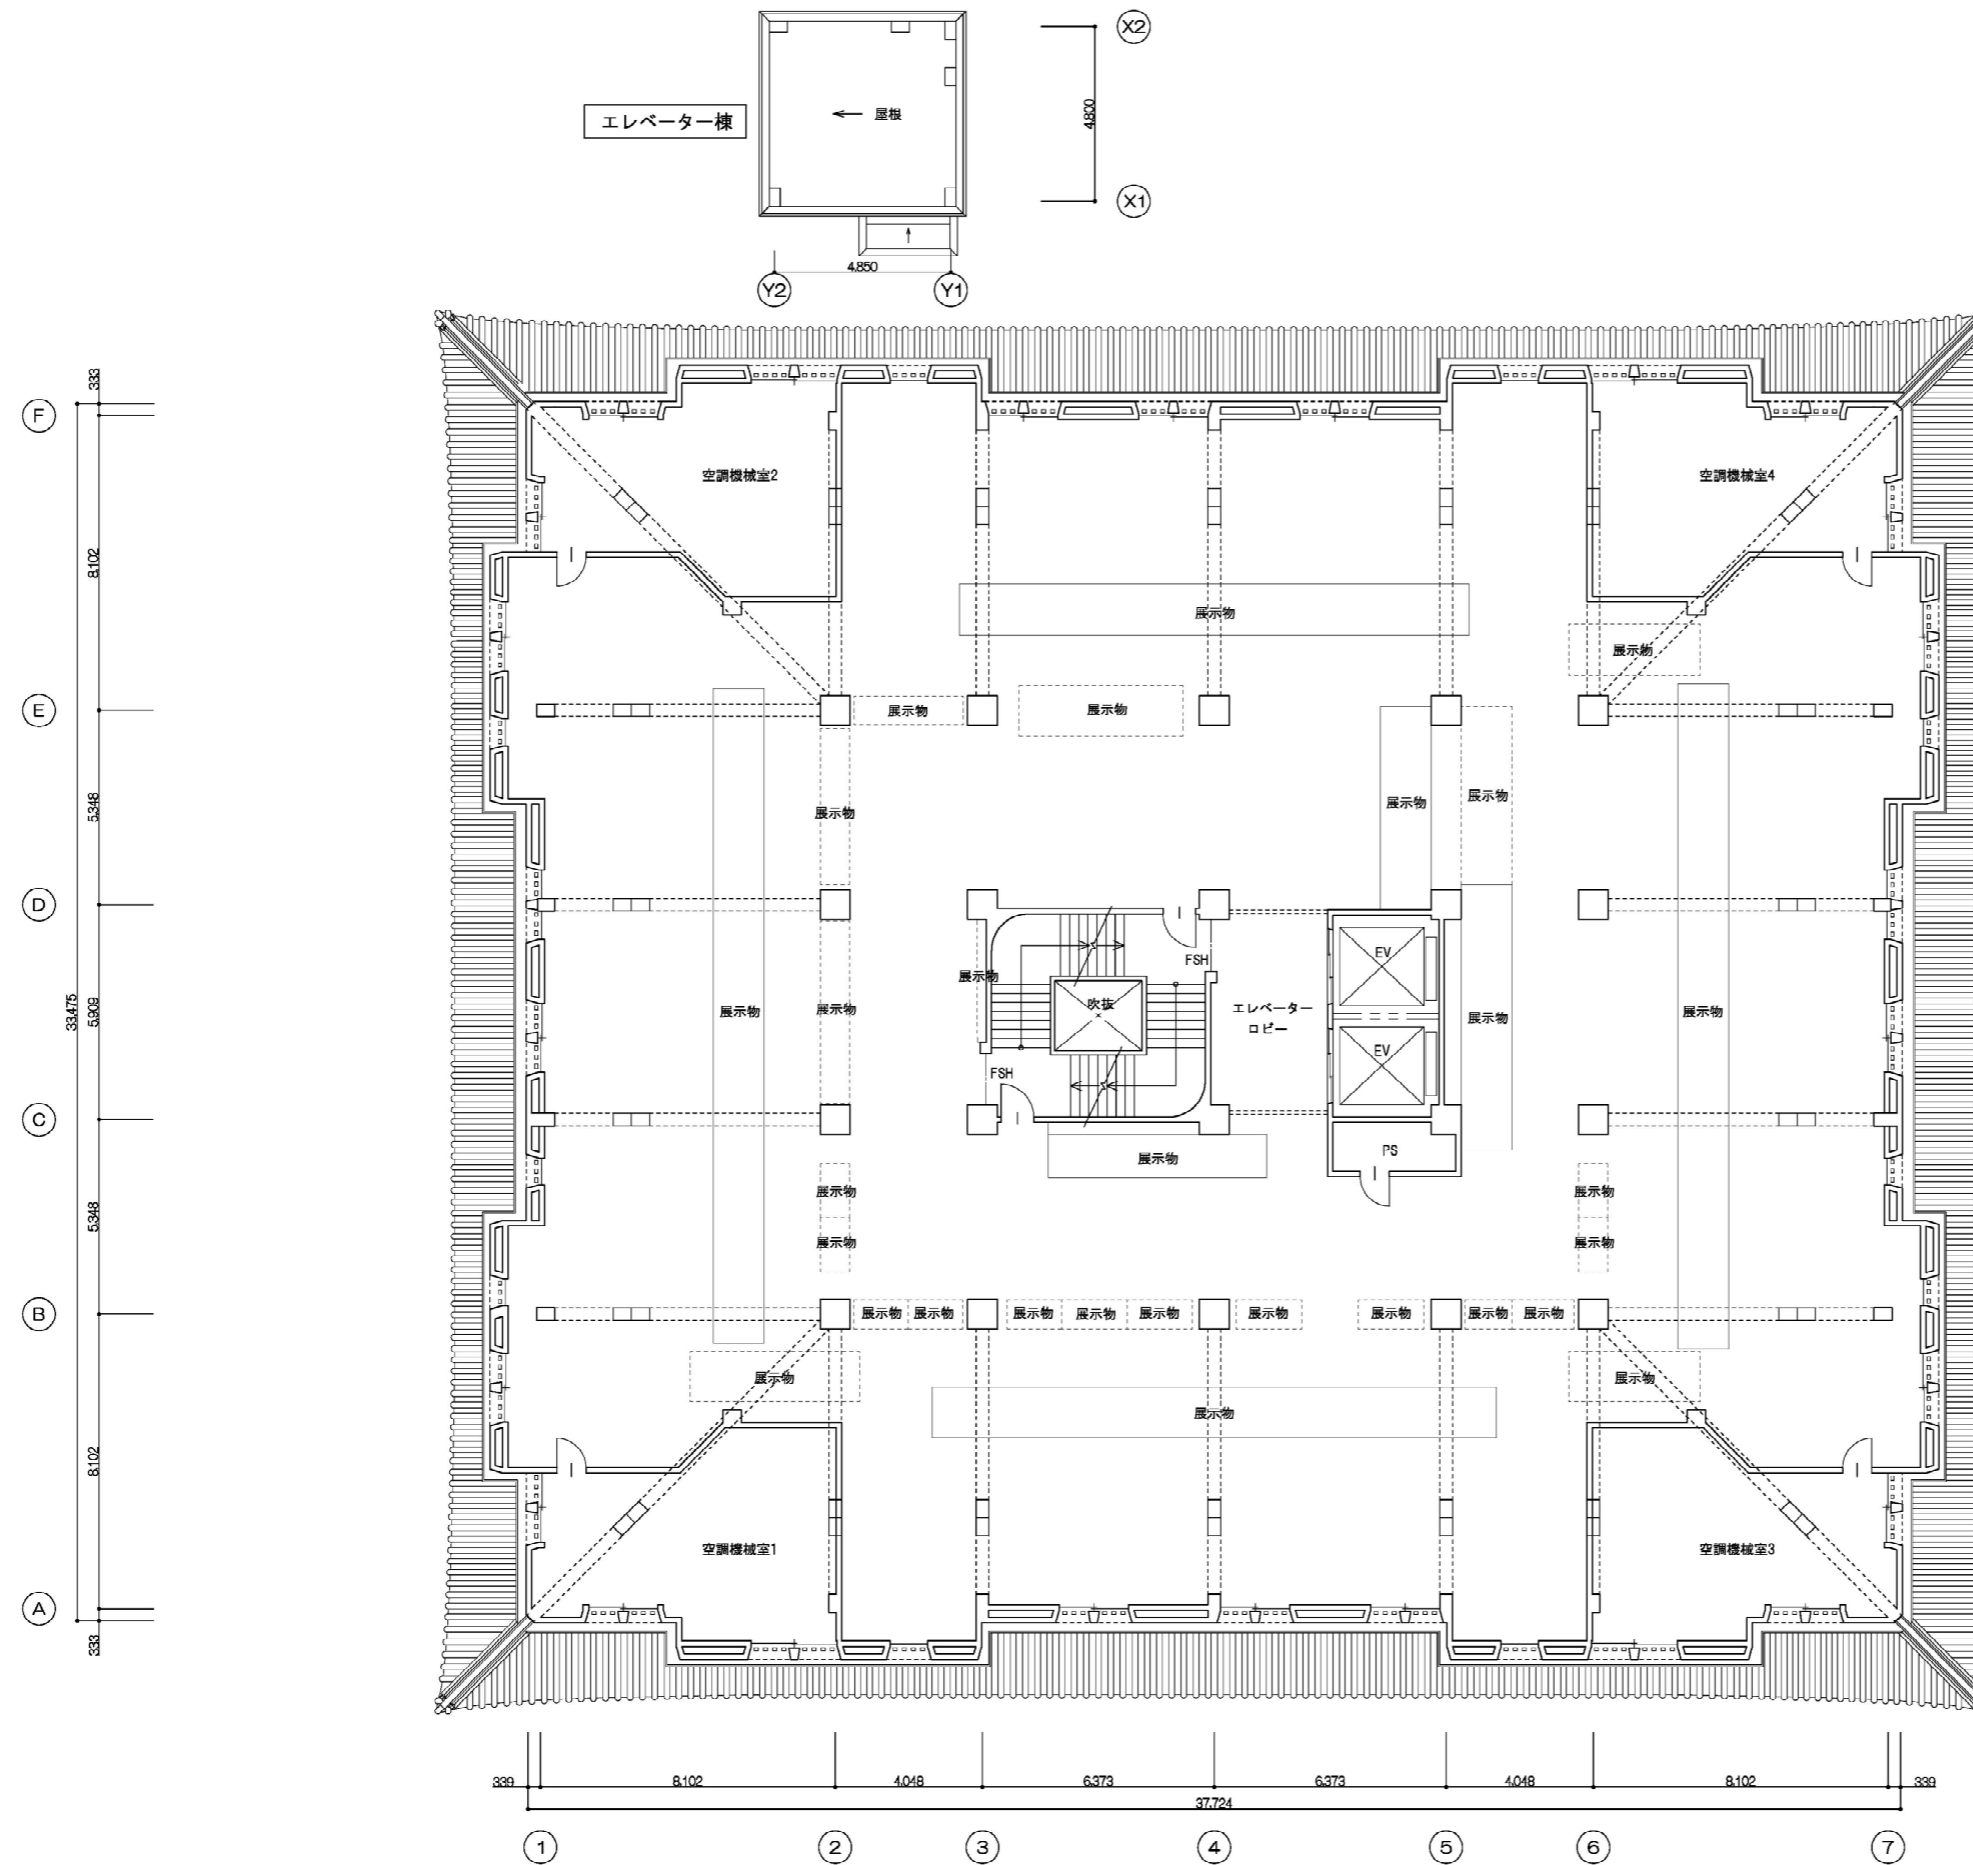 X2
エレベーター棟
屋根
4,800
X1
4,850
Y2
Y1
333
F
空調機械室2
空調機械室4
8,102
展示物
展示物
E
展示物
展示物
5,348
展示物
展示物
展示物
D
展示物
FSH
EV
33,475
5,909
展示物
展示物
吹抜
エレベーター
ロビー
展示物
展示物
EV
FSH
C
展示物
PS
5,348
展示物
展示物
展示物
展示物
B
展示物
展示物
展示物
展示物
展示物
展示物
展示物
展示物
展示物
展示物
展示物
展示物
8,102
空調機械室1
空調機械室3
A
333
339
8,102
4,048
6,373
6,373
4,048
8,102
339
37,724
1
2
3
4
5
6
7